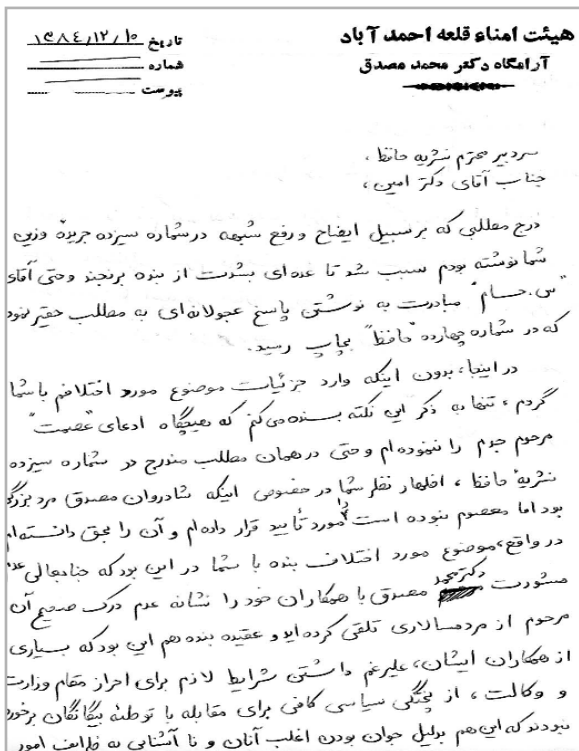 هیئت امناء قلعه احمد آباد
آرامگاه دکتر محمد مصدق
تاریخ ۱۳۸۴/۱۲/۱۰
شماره
پیوست
سردبیر محترم نشریه حافظ ،
جناب آقای دکتر امین ،
درج مطلبی که بر سبیل ایضاح و رفع شبهه در شماره سیزده جریدهٔ وزین
شما نوشته بودم سبب شد تا عده‌ای بشدت از بنده برنجند وحتی آقای
"س.حسام" مبادرت به نوشتن پاسخ عجولانه‌ای به مطلب حقیر نمود
که در شماره چهارده "حافظ" بچاپ رسید.
در اینجا، بدون اینکه وارد جزئیات موضوع مورد اختلافم با شما
گردم ، تنها به ذکر این نکته بسنده می‌کنم که هیچگاه ادعای "عصمت"
مرحوم جدم را ننموده‌ام و حتی در همان مطلب مندرج در شماره سیزده
نشریهٔ حافظ ، اظهار نظر شما در خصوص اینکه شادروان مصدق مرد بزرگی
بود اما معصوم نبوده است را مورد تأیید قرار داده‌ام و آن را بحق دانسته‌ام
در واقع، موضوع مورد اختلاف بنده با شما در این بود که جنابعالی عدم
مشورت دکتر محمد مصدق با همکاران خود را نشانه عدم درک صحیح آن
مرحوم از مردمسالاری تلقی کرده اید و عقیده بنده هم این بود که بسیاری
از همکاران ایشان، علیرغم داشتن شرایط لازم برای احراز مقام وزارت
و وکالت ، از پختگی سیاسی کافی برای مقابله با توطئه بیگانگان برخوردار
نبودند که این هم بدلیل جوان بودن اغلب آنان و نا آشنایی به ظرائف امور